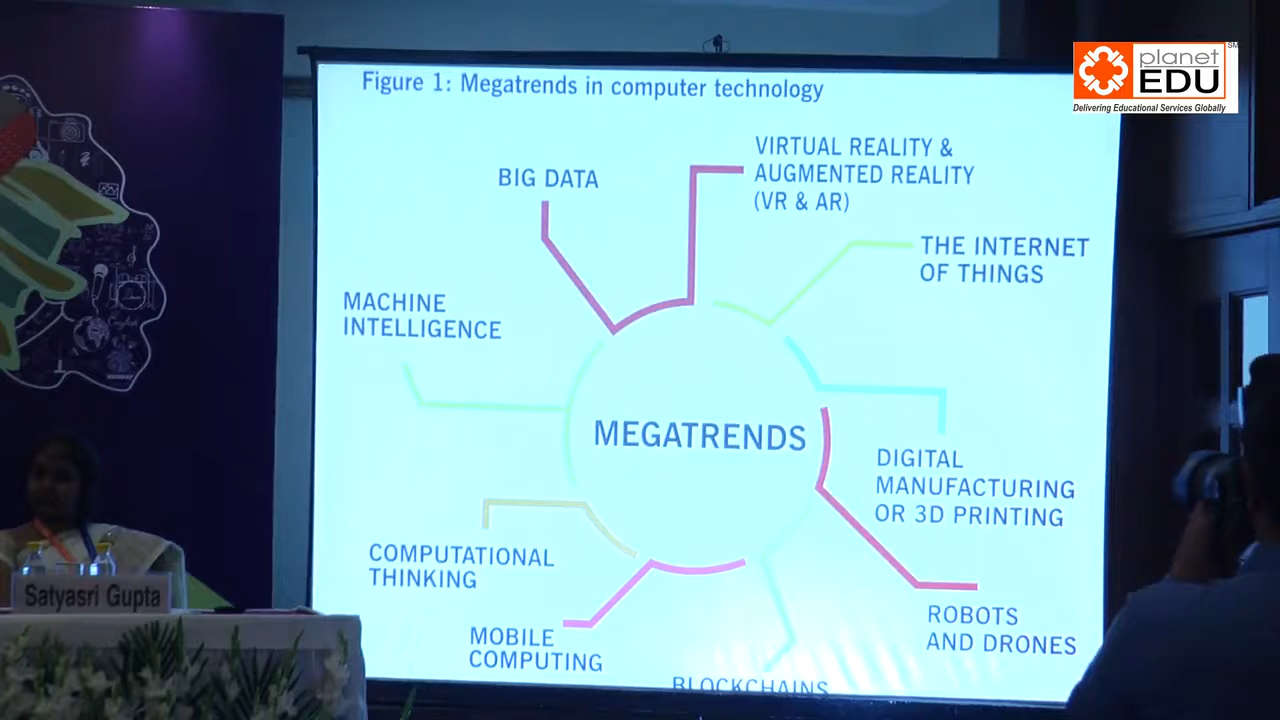 Figure 1: Megatrends in computer technology
planet
EDU
SM
Delivering Educational Services Globally
BIG DATA
VIRTUAL REALITY &
AUGMENTED REALITY
(VR & AR)
THE INTERNET
OF THINGS
MACHINE
INTELLIGENCE
MEGATRENDS
DIGITAL
MANUFACTURING
OR 3D PRINTING
COMPUTATIONAL
THINKING
ROBOTS
AND DRONES
MOBILE
COMPUTING
BLOCKCHAINS
Satyasri Gupta
English